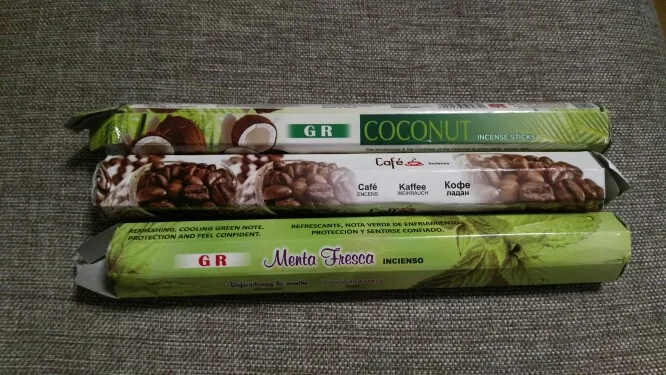 GR COCONUT INCENSE STICKS
Café
Café Kaffee Кофе
ENCENS WEIHRAUCH ладан
REFRESHING, COOLING GREEN NOTE.
PROTECTION AND FEEL CONFIDENT.
REFRESCANTE, NOTA VERDE DE ENFRIAMIENTO
PROTECCIÓN Y SENTIRSE CONFIADO.
GR Menta Fresca INCIENSO